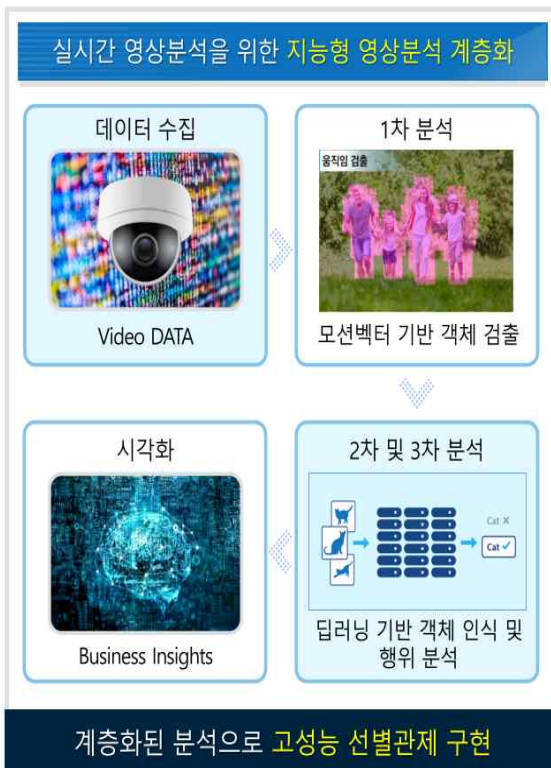 실시간 영상분석을 위한 지능형 영상분석 계층화
데이터 수집
Video DATA
1차 분석
움직임 검출
모션벡터 기반 객체 검출
2차 및 3차 분석
Cat ✕
Cat ✓
딥러닝 기반 객체 인식 및
행위 분석
시각화
Business Insights
계층화된 분석으로 고성능 선별관제 구현